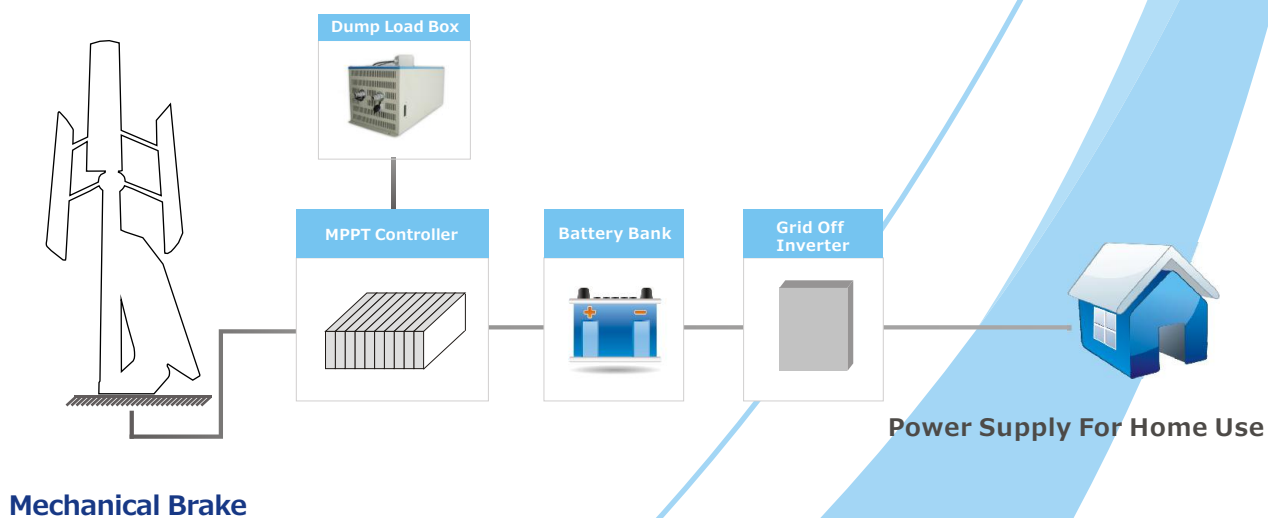 Dump Load Box
MPPT Controller
Battery Bank
Grid Off
Inverter
+ −
Power Supply For Home Use
Mechanical Brake